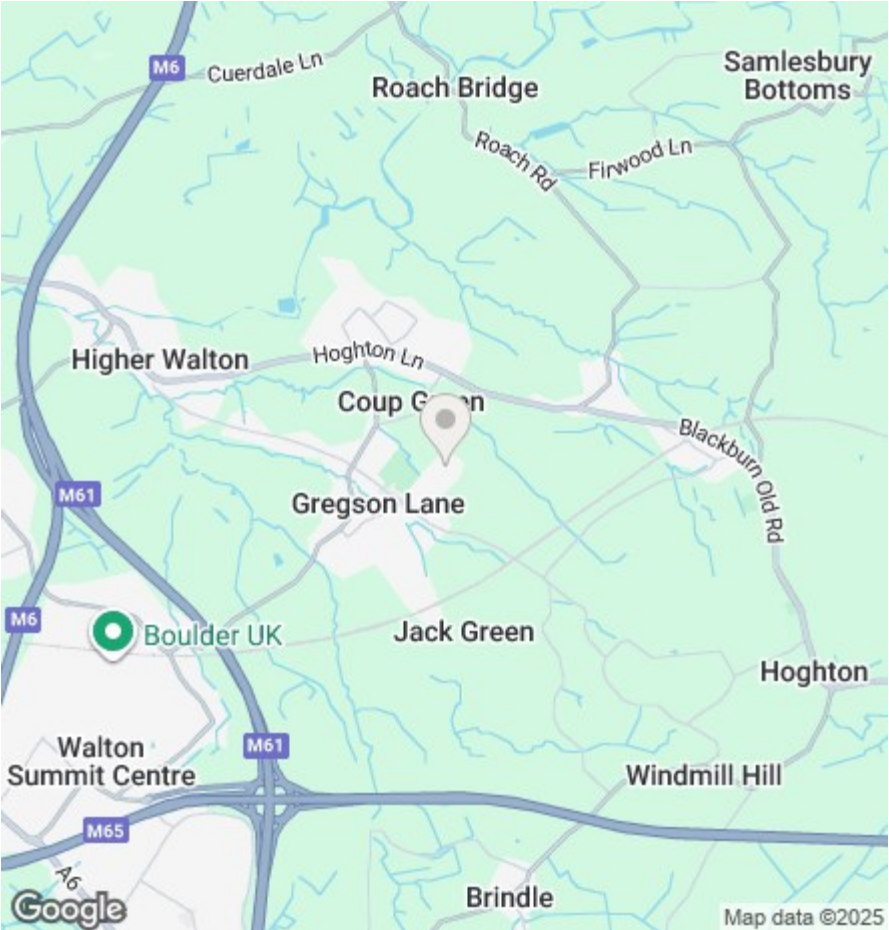 M6
Cuerdale Ln
Roach Bridge
Samlesbury
Bottoms
Roach Rd
Firwood Ln
Higher Walton
Hoghton Ln
Coup Green
Blackburn Old Rd
M61
Gregson Lane
M6
Boulder UK
Jack Green
Hoghton
M61
Walton
Summit Centre
Windmill Hill
M65
A6
Brindle
Google
Map data ©2025